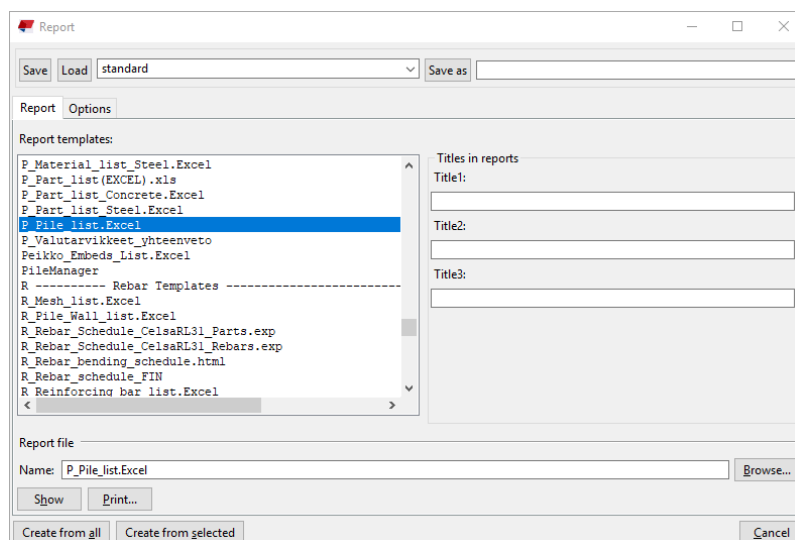 Report
Save Load standard Save as
Report Options
Report templates:
P_Material_list_Steel.Excel
P_Part_list(EXCEL).xls
P_Part_list_Concrete.Excel
P_Part_list_Steel.Excel
P_Pile_list.Excel
P_Valutarvikkeet_yhteenveto
Peikko_Embeds_List.Excel
PileManager
R ---------- Rebar Templates --------------------------
R_Mesh_list.Excel
R_Pile_Wall_list.Excel
R_Rebar_Schedule_CelsaRL31_Parts.exp
R_Rebar_Schedule_CelsaRL31_Rebars.exp
R_Rebar_bending_schedule.html
R_Rebar_schedule_FIN
R_Reinforcing_bar_list.Excel
Titles in reports
Title1:
Title2:
Title3:
Report file
Name: P_Pile_list.Excel Browse...
Show Print...
Create from all Create from selected Cancel